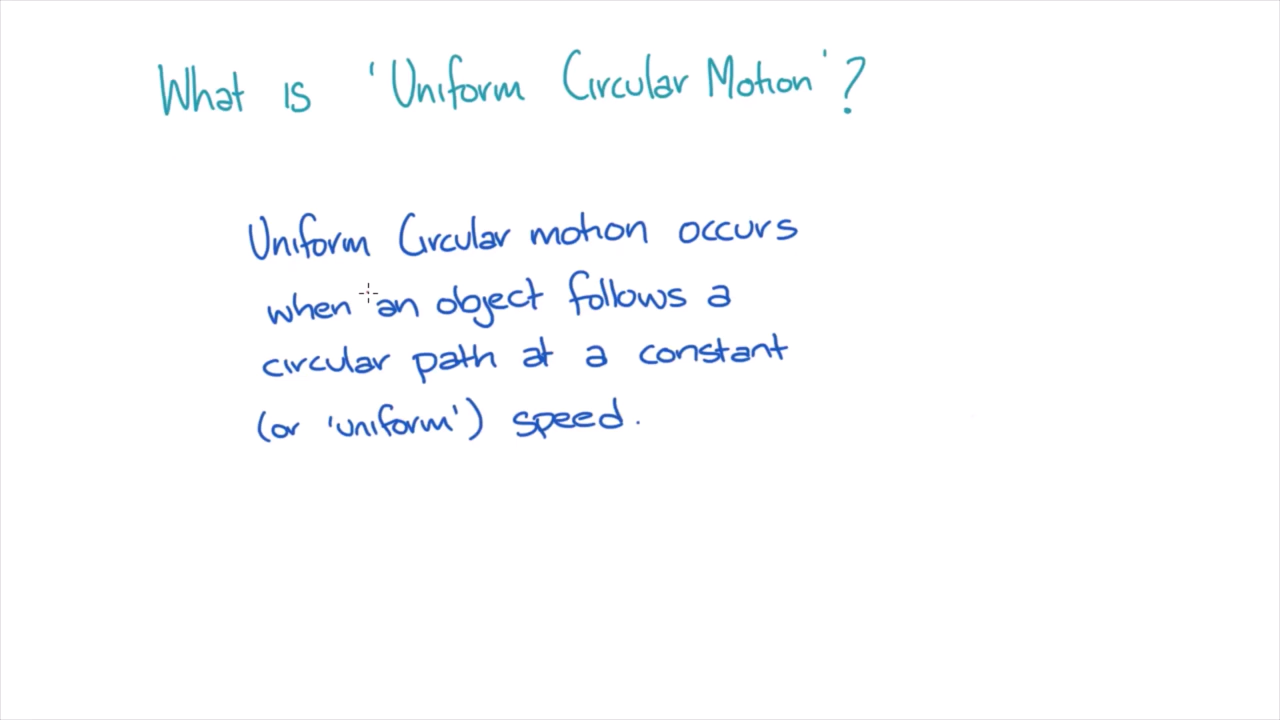 What is 'Uniform Circular Motion'?
Uniform Circular motion occurs
when an object follows a
circular path at a constant
(or 'uniform') speed.